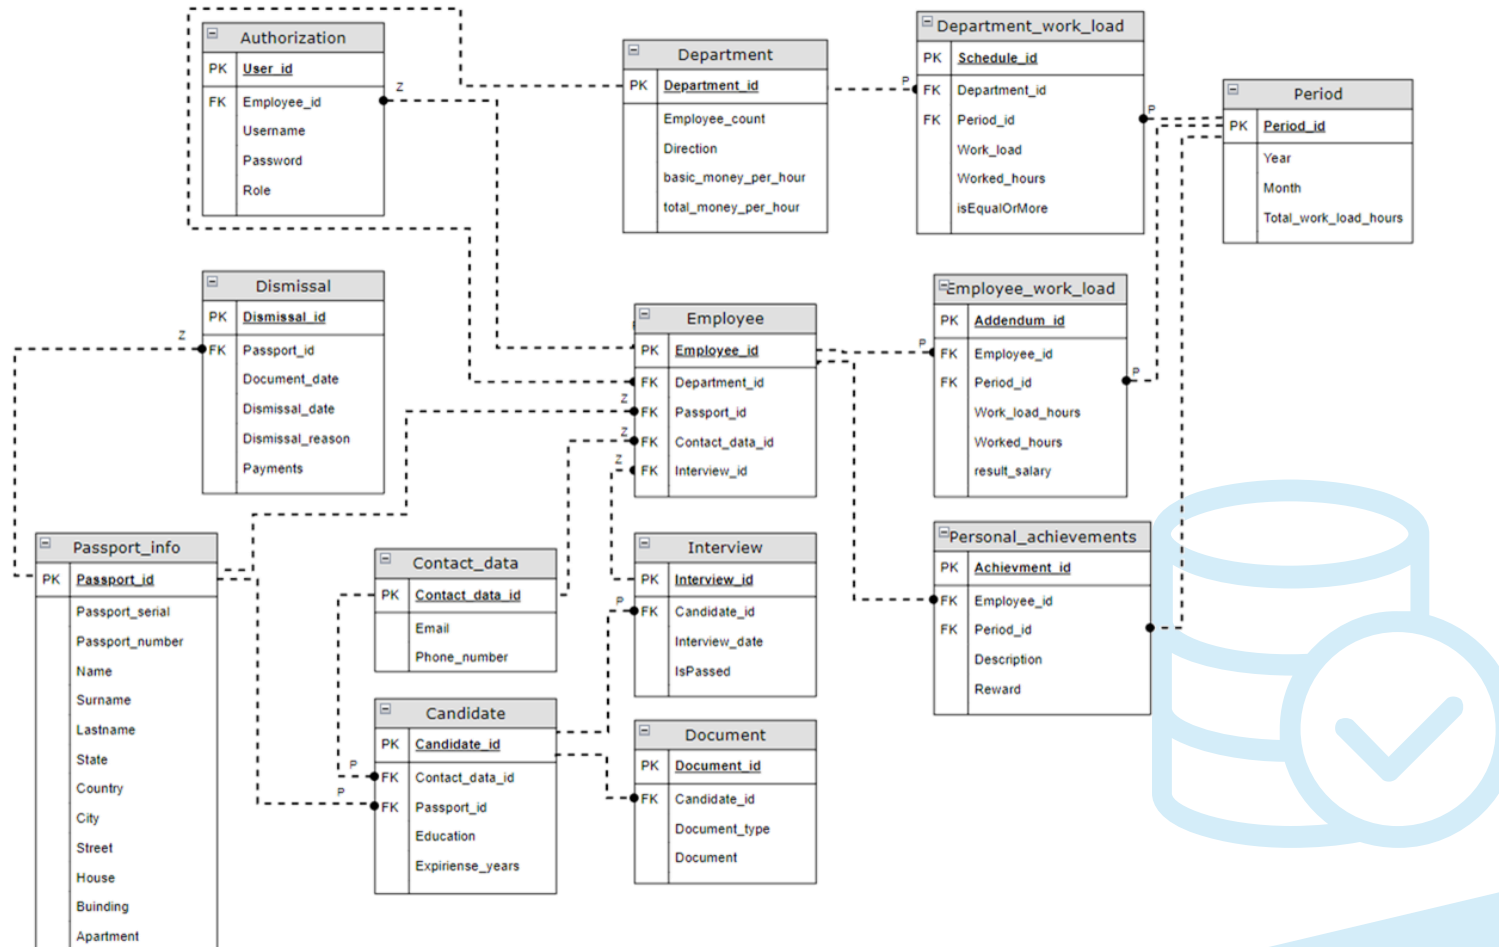 Authorization
PK User_id
FK Employee_id
Username
Password
Role
Z
Department
PK Department_id
Employee_count
Direction
basic_money_per_hour
total_money_per_hour
Department_work_load
PK Schedule_id
P
FK Department_id
FK Period_id
Work_load
Worked_hours
isEqualOrMore
Period
P
PK Period_id
Year
Month
Total_work_load_hours
Dismissal
PK Dismissal_id
Z
FK Passport_id
Document_date
Dismissal_date
Dismissal_reason
Payments
Employee
PK Employee_id
FK Department_id
Z
FK Passport_id
Z
FK Contact_data_id
Z
FK Interview_id
Employee_work_load
PK Addendum_id
P
FK Employee_id
FK Period_id
P
Work_load_hours
Worked_hours
result_salary
Passport_info
PK Passport_id
Passport_serial
Passport_number
Name
Surname
Lastname
State
Country
City
Street
House
Buinding
Apartment
Contact_data
PK Contact_data_id
Email
Phone_number
Interview
PK Interview_id
P
FK Candidate_id
Interview_date
IsPassed
Personal_achievements
PK Achievment_id
FK Employee_id
FK Period_id
Description
Reward
Candidate
PK Candidate_id
P
FK Contact_data_id
P
FK Passport_id
Education
Expiriense_years
Document
PK Document_id
FK Candidate_id
Document_type
Document